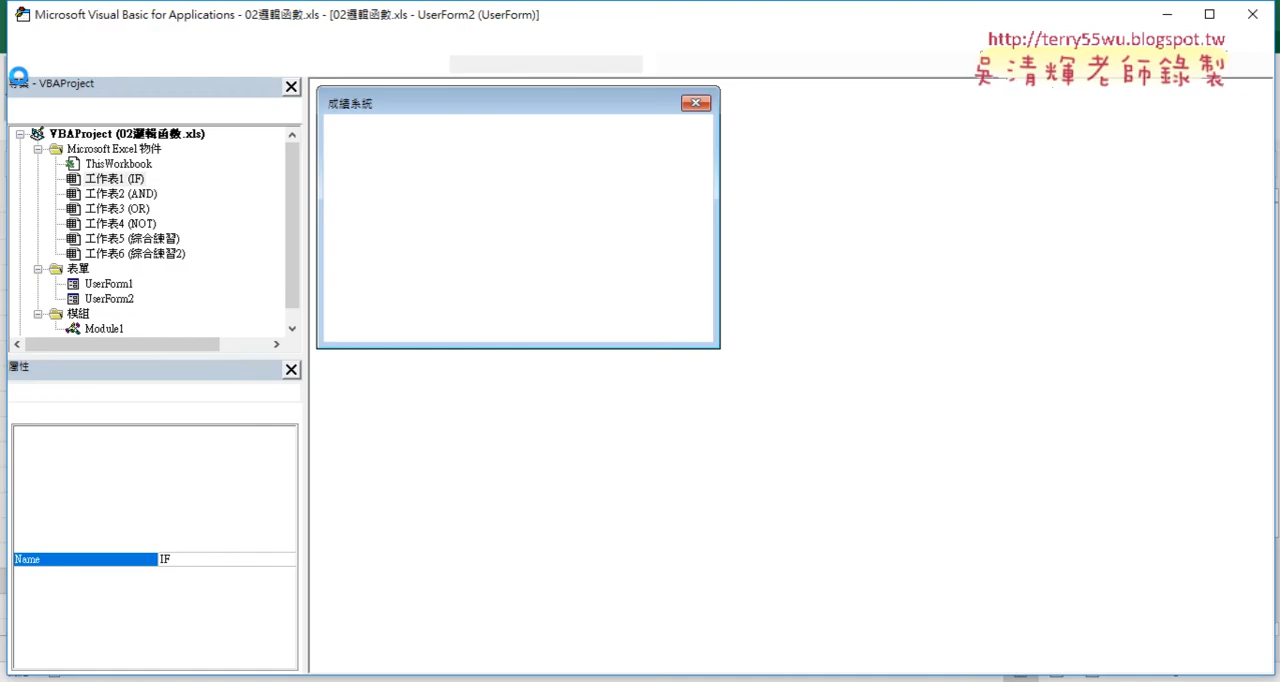 Microsoft Visual Basic for Applications - 02邏輯函數.xls - [02邏輯函數.xls - UserForm2 (UserForm)]
http://terry55wu.blogspot.tw
吳清輝老師錄製
專案 - VBAProject
成績系統
VBAProject (02邏輯函數.xls)
Microsoft Excel 物件
ThisWorkbook
工作表1 (IF)
工作表2 (AND)
工作表3 (OR)
工作表4 (NOT)
工作表5 (綜合練習)
工作表6 (綜合練習2)
表單
UserForm1
UserForm2
模組
Module1
屬性
Name IF